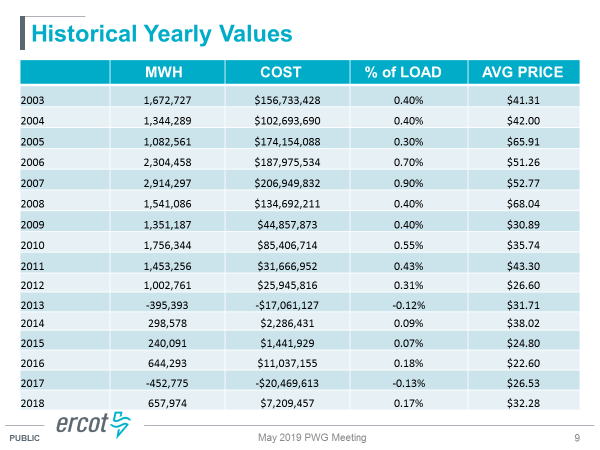 Historical Yearly Values
MWH COST % of LOAD AVG PRICE
2003 1,672,727 $156,733,428 0.40% $41.31
2004 1,344,289 $102,693,690 0.40% $42.00
2005 1,082,561 $174,154,088 0.30% $65.91
2006 2,304,458 $187,975,534 0.70% $51.26
2007 2,914,297 $206,949,832 0.90% $52.77
2008 1,541,086 $134,692,211 0.40% $68.04
2009 1,351,187 $44,857,873 0.40% $30.89
2010 1,756,344 $85,406,714 0.55% $35.74
2011 1,453,256 $31,666,952 0.43% $43.30
2012 1,002,761 $25,945,816 0.31% $26.60
2013 -395,393 -$17,061,127 -0.12% $31.71
2014 298,578 $2,286,431 0.09% $38.02
2015 240,091 $1,441,929 0.07% $24.80
2016 644,293 $11,037,155 0.18% $22.60
2017 -452,775 -$20,469,613 -0.13% $26.53
2018 657,974 $7,209,457 0.17% $32.28
ercot
PUBLIC May 2019 PWG Meeting 9